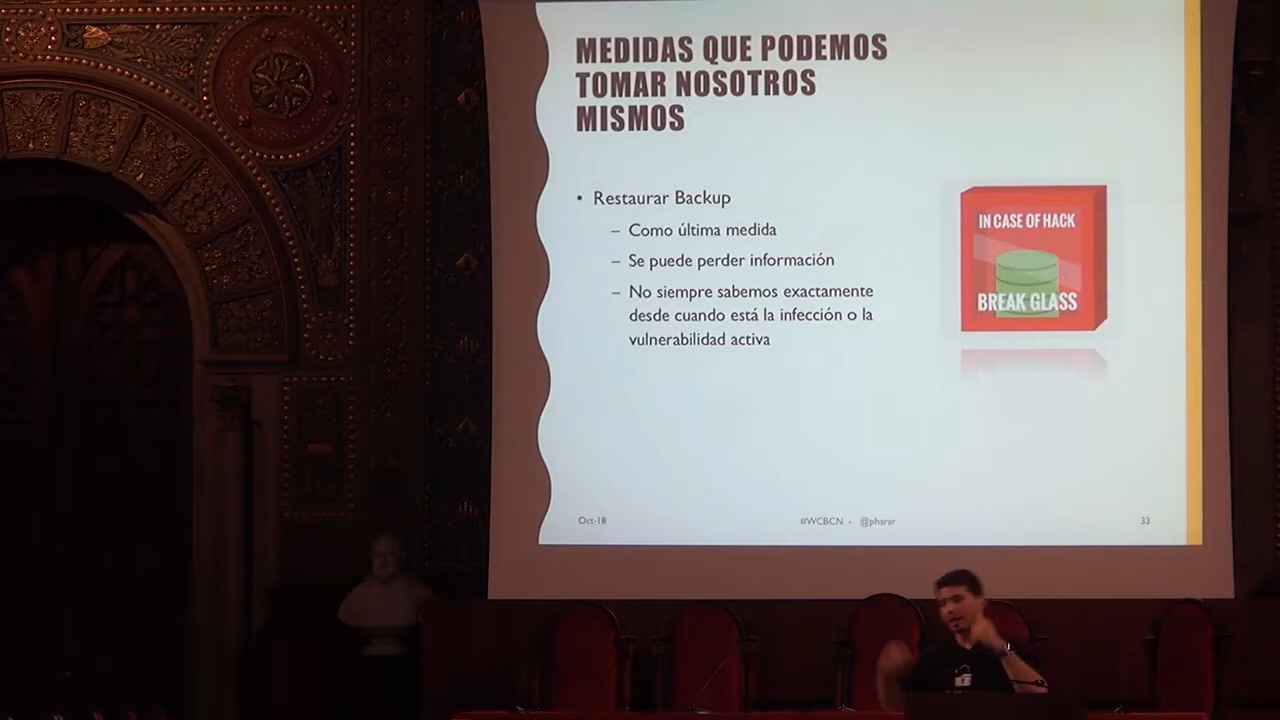 MEDIDAS QUE PODEMOS
TOMAR NOSOTROS
MISMOS
• Restaurar Backup
– Como última medida
– Se puede perder información
– No siempre sabemos exactamente
desde cuando está la infección o la
vulnerabilidad activa
IN CASE OF HACK
BREAK GLASS
Oct-18
#WCBCN - @pharar
33